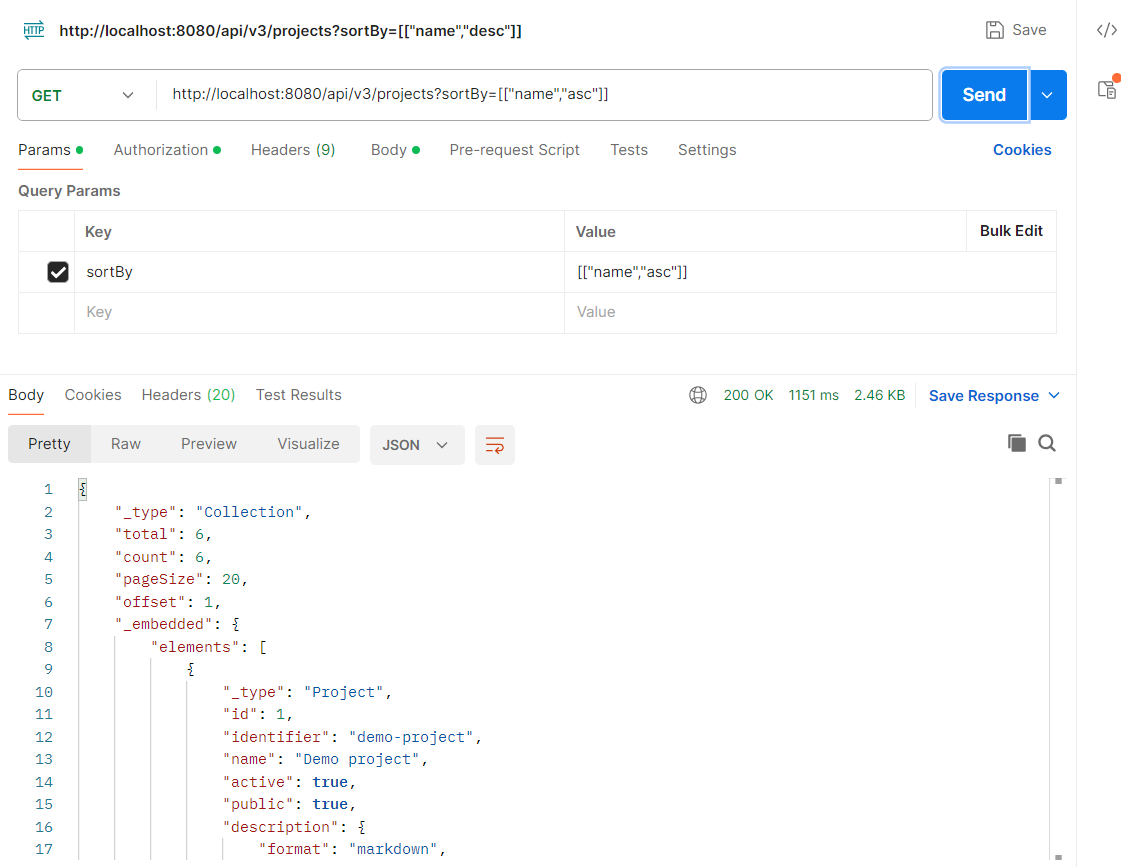 HTTP http://localhost:8080/api/v3/projects?sortBy=[["name","desc"]] Save
GET http://localhost:8080/api/v3/projects?sortBy=[["name","asc"]] Send
Params Authorization Headers (9) Body Pre-request Script Tests Settings Cookies
Query Params
Key Value Bulk Edit
sortBy [["name","asc"]]
Key Value
Body Cookies Headers (20) Test Results 200 OK 1151 ms 2.46 KB Save Response
Pretty Raw Preview Visualize JSON
1 {
2 "_type": "Collection",
3 "total": 6,
4 "count": 6,
5 "pageSize": 20,
6 "offset": 1,
7 "_embedded": {
8 "elements": [
9 {
10 "_type": "Project",
11 "id": 1,
12 "identifier": "demo-project",
13 "name": "Demo project",
14 "active": true,
15 "public": true,
16 "description": {
17 "format": "markdown",